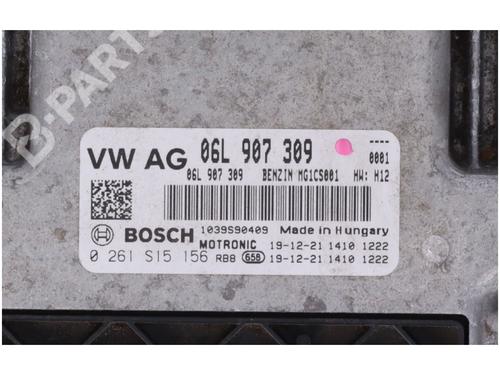 B-PARTS
VW AG 06L 907 309 0001
06L 907 309 BENZIN MG1CS001 HW: H12
BOSCH 1039S90409 Made in Hungary
MOTRONIC 19-12-21 1410 1222
0 261 S15 156 RB8 658 19-12-21 1410 1222